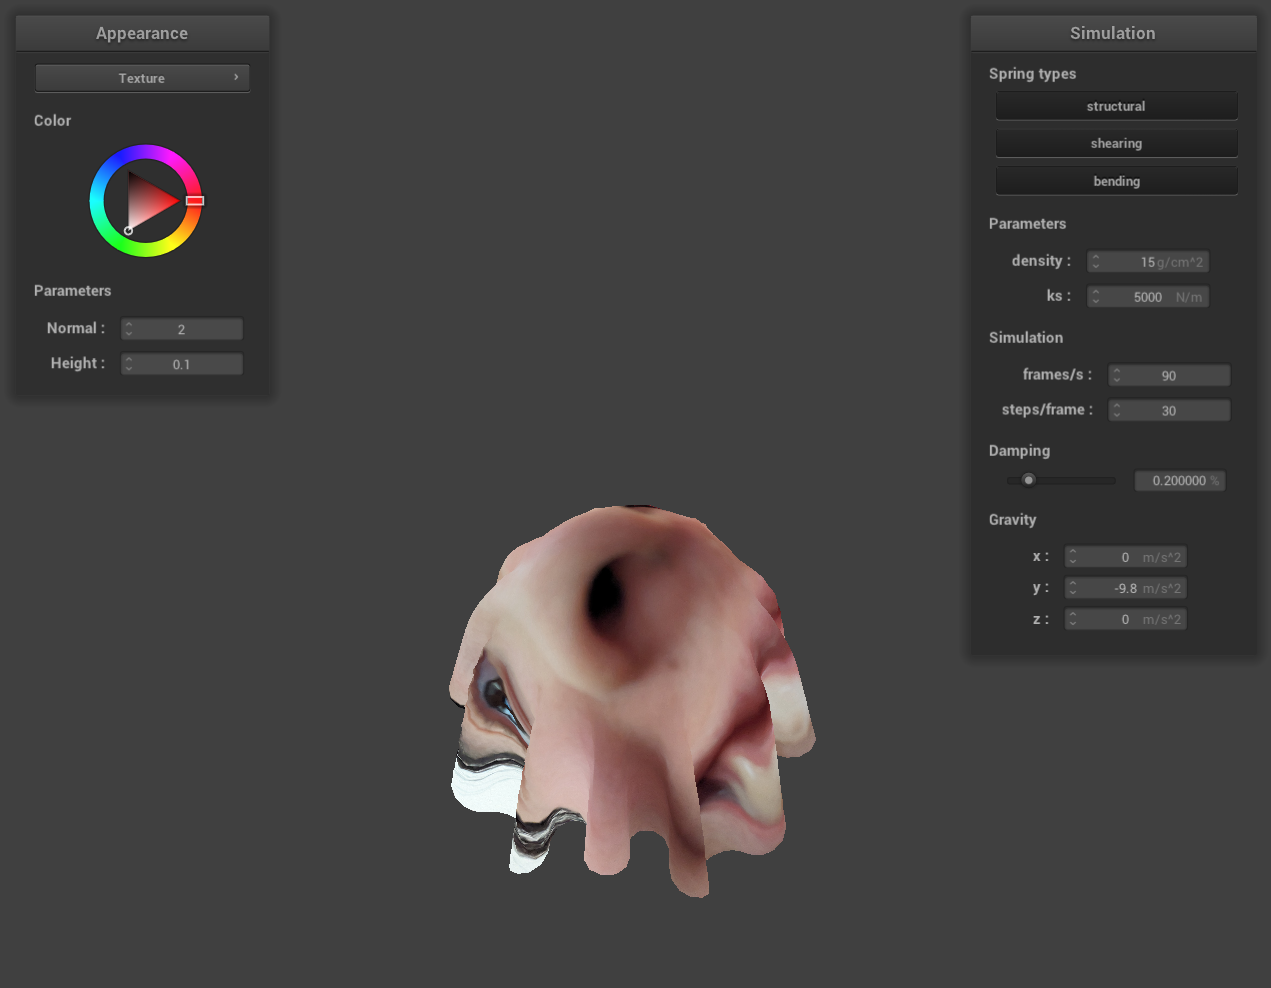 Appearance
Texture
Color
Parameters
Normal : 2
Height : 0.1
Simulation
Spring types
structural
shearing
bending
Parameters
density : 15 g/cm^2
ks : 5000 N/m
Simulation
frames/s : 90
steps/frame : 30
Damping
0.200000 %
Gravity
x : 0 m/s^2
y : -9.8 m/s^2
z : 0 m/s^2